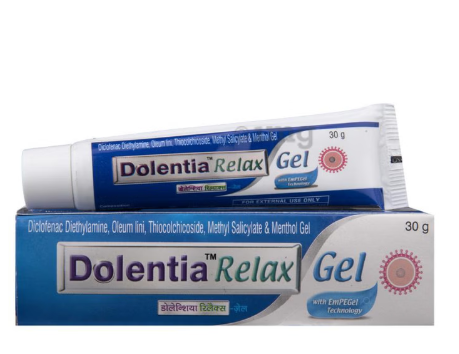 Diclofenac Diethylamine, Oleum lini, Thiocolchicoside, Methyl Salicylate & Menthol Gel
30 g
Dolentia™ Relax Gel
डोलेन्शिया रिलैक्स
with EmPEGel
Technology
FOR EXTERNAL USE ONLY
Diclofenac Diethylamine, Oleum lini, Thiocolchicoside, Methyl Salicylate & Menthol Gel
30 g
Dolentia™ Relax Gel
डोलेन्शिया रिलैक्स जेल
with EmPEGel
Technology